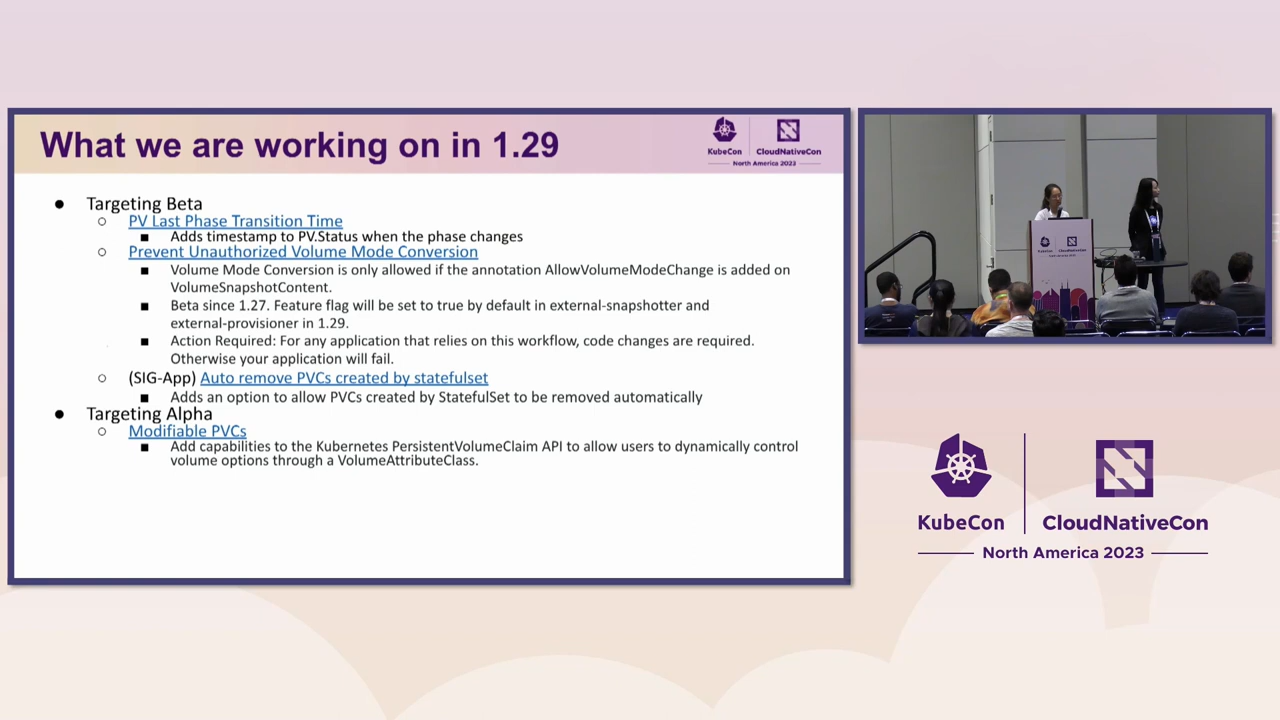 What we are working on in 1.29
KubeCon
CloudNativeCon
North America 2023
● Targeting Beta
○ PV Last Phase Transition Time
■ Adds timestamp to PV.Status when the phase changes
○ Prevent Unauthorized Volume Mode Conversion
■ Volume Mode Conversion is only allowed if the annotation AllowVolumeModeChange is added on
VolumeSnapshotContent.
■ Beta since 1.27. Feature flag will be set to true by default in external-snapshotter and
external-provisioner in 1.29.
■ Action Required: For any application that relies on this workflow, code changes are required.
Otherwise your application will fail.
○ (SIG-App) Auto remove PVCs created by statefulset
■ Adds an option to allow PVCs created by StatefulSet to be removed automatically
● Targeting Alpha
○ Modifiable PVCs
■ Add capabilities to the Kubernetes PersistentVolumeClaim API to allow users to dynamically control
volume options through a VolumeAttributeClass.
KubeCon
CloudNativeCon
North America 2023